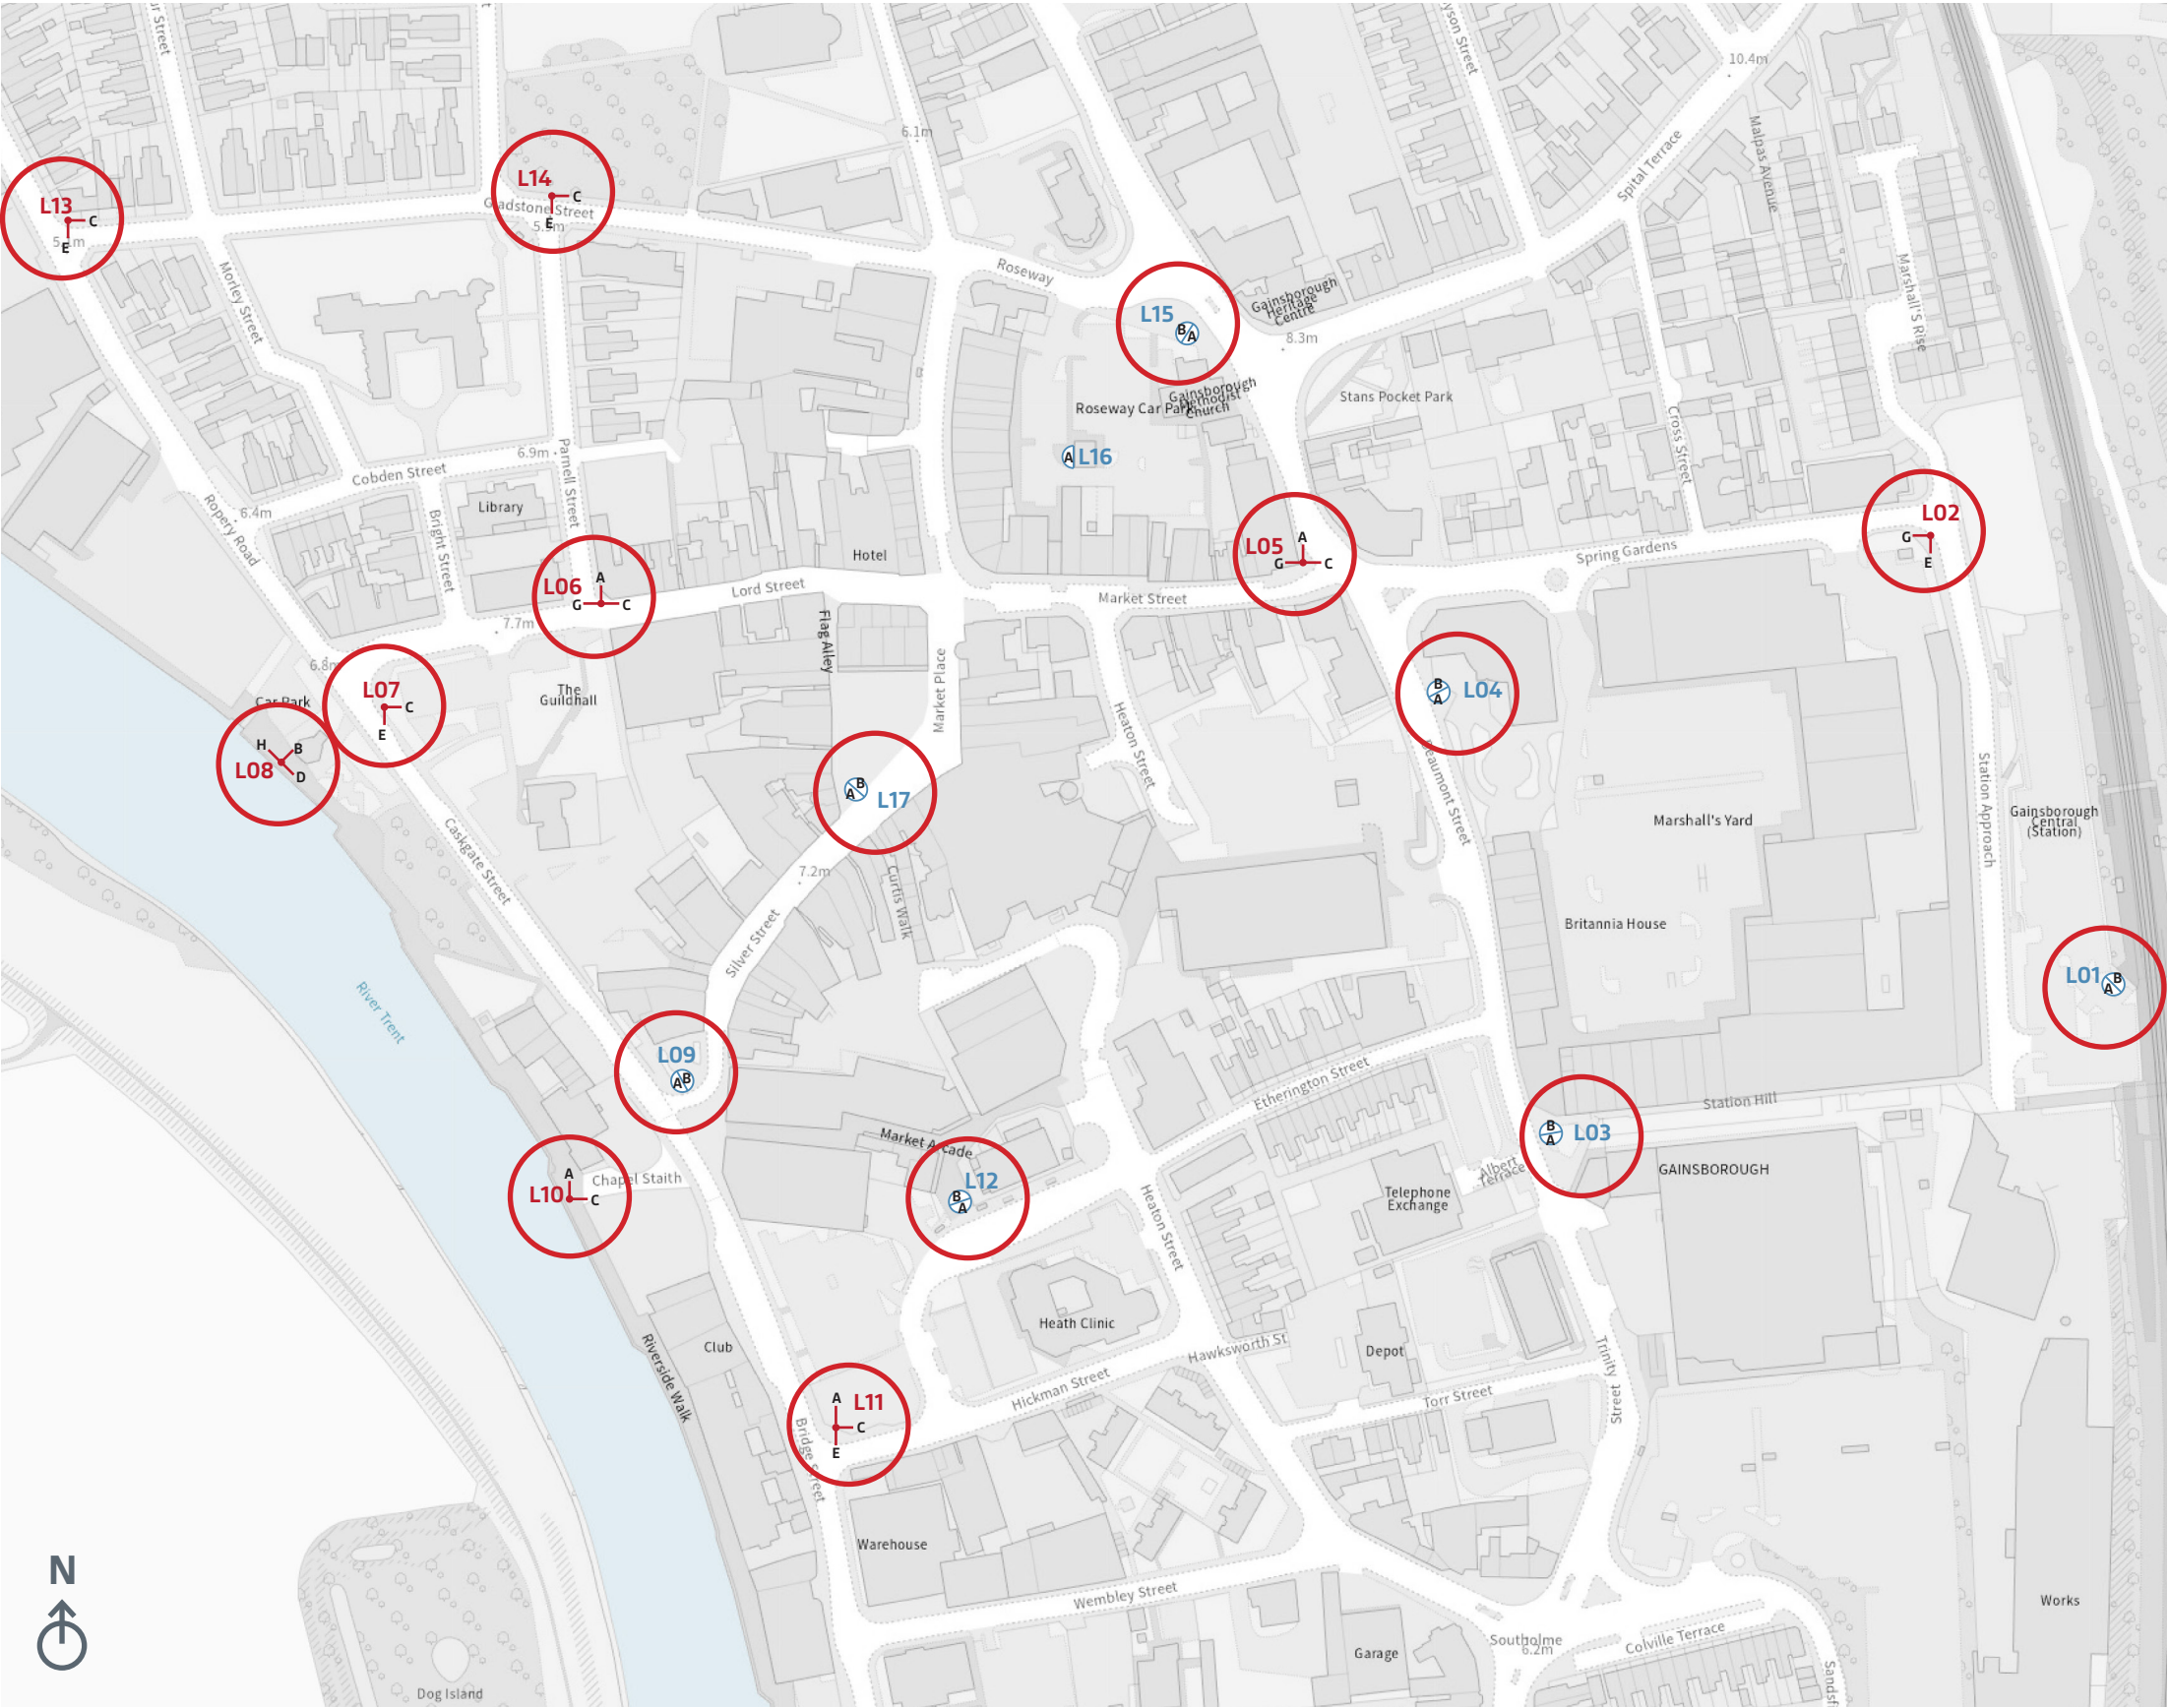 10.4m
Malpas Avenue
Spital Terrace
6.1m
L14
C
Gladstone Street
E
L13
C
E
Marshall'S Rise
Morley Street
Roseway
Gainsborough
Heritage
Centre
L15
B
A
8.3m
Gainsborough
Methodist
Church
Stans Pocket Park
Roseway Car Park
Cross Street
Parnell Street
6.9m
A
L16
Cobden Street
Library
Ropery Road
6.4m
Bright Street
L02
G
E
Hotel
Spring Gardens
A
L05
G
C
A
L06
G
C
Lord Street
Market Street
7.7m
Flag Alley
6.8m
Market Place
L07
C
E
Car Park
The
Guildhall
B
A
L04
Heaton Street
Beaumont Street
H
B
L08
D
B
A
L17
Station Approach
Gainsborough
Central
(Station)
Marshall's Yard
Caskgate Street
7.2m
Curtis Walk
Silver Street
Britannia House
River Trent
L01
B
A
L09
A
B
Etherington Street
Station Hill
B
A
L03
Market Arcade
Albert
Terrace
GAINSBOROUGH
A
L10
C
Chapel Staith
L12
B
A
Telephone
Exchange
Heaton Street
Heath Clinic
Riverside Walk
Club
Hawksworth St
Depot
Trinity
Street
Hickman Street
Torr Street
A
L11
C
E
Bridge Street
Warehouse
N
Wembley Street
Works
Southolme
6.2m
Colville Terrace
Garage
Dog Island